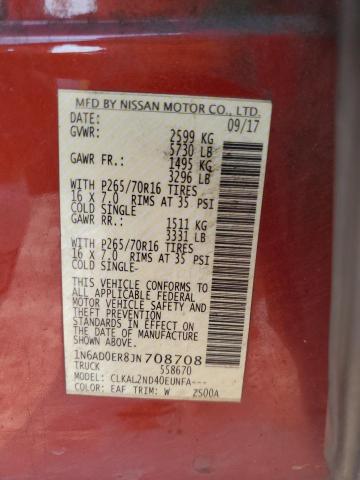 MFD BY NISSAN MOTOR CO., LTD.
DATE: 09/17
GVWR: 2599 KG
5730 LB
GAWR FR.: 1495 KG
3296 LB
WITH P265/70R16 TIRES
16 X 7.0 RIMS AT 35 PSI
COLD SINGLE
GAWR RR.: 1511 KG
3331 LB
WITH P265/70R16 TIRES
16 X 7.0 RIMS AT 35 PSI
COLD SINGLE-
THIS VEHICLE CONFORMS TO
ALL APPLICABLE FEDERAL
MOTOR VEHICLE SAFETY AND
THEFT PREVENTION
STANDARDS IN EFFECT ON THE
DATE OF MANUFACTURE
SHOWN ABOVE.
1N6AD0ER8JN708708
TRUCK 558670
MODEL: CLKAL2ND40EUNFA---
COLOR: EAF TRIM: W ZS00A